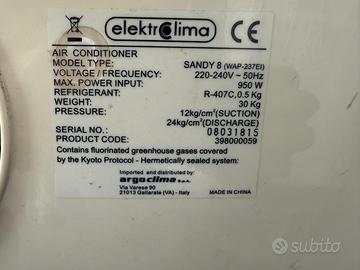 elektroclima
AIR CONDITIONER
MODEL TYPE: SANDY 8 (WAP-237EI)
VOLTAGE / FREQUENCY: 220-240V ~ 50Hz
MAX. POWER INPUT: 950 W
REFRIGERANT: R-407C, 0.5 Kg
WEIGHT: 30 Kg
PRESSURE: 12kg/cm²(SUCTION)
24kg/cm²(DISCHARGE)
SERIAL NO.: 08031815
PRODUCT CODE: 398000059
Contains fluorinated greenhouse gases covered
by the Kyoto Protocol - Hermetically sealed system:
Imported and distributed by:
argoclima s.p.a.
Via Varese 90
21013 Gallarate (VA) - Italy
MADE IN CHINA
subito